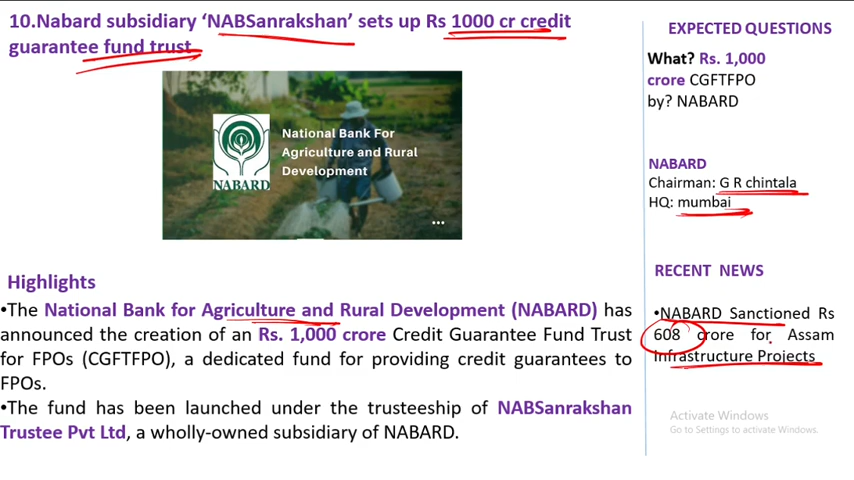 10.Nabard subsidiary ‘NABSanrakshan’ sets up Rs 1000 cr credit
guarantee fund trust
NABARD
National Bank For
Agriculture and Rural
Development
Highlights
•The National Bank for Agriculture and Rural Development (NABARD) has
announced the creation of an Rs. 1,000 crore Credit Guarantee Fund Trust
for FPOs (CGFTFPO), a dedicated fund for providing credit guarantees to
FPOs.
•The fund has been launched under the trusteeship of NABSanrakshan
Trustee Pvt Ltd, a wholly-owned subsidiary of NABARD.
EXPECTED QUESTIONS
What? Rs. 1,000
crore CGFTFPO
by? NABARD
NABARD
Chairman: G R chintala
HQ: mumbai
RECENT NEWS
•NABARD Sanctioned Rs
608 crore for Assam
Infrastructure Projects
Activate Windows
Go to Settings to activate Windows.